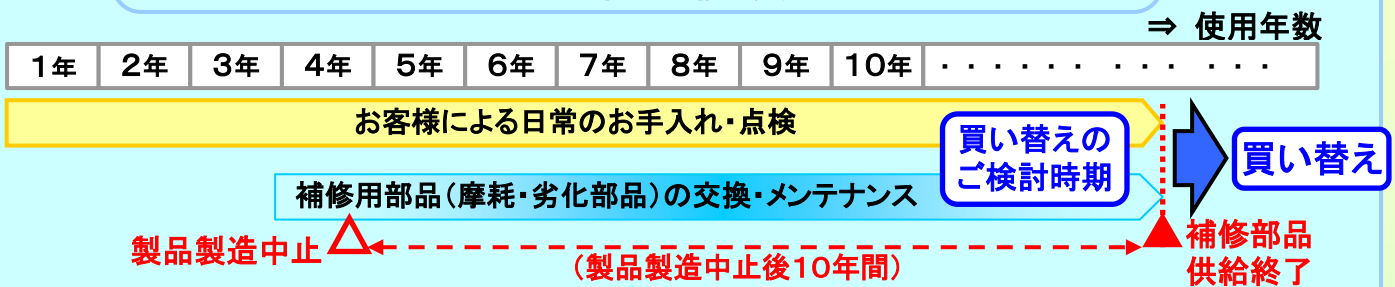 ⇒ 使用年数
1年 2年 3年 4年 5年 6年 7年 8年 9年 10年 ・・・・・・ ・・・ ・・・
お客様による日常のお手入れ・点検
買い替えの
ご検討時期
買い替え
補修用部品(摩耗・劣化部品)の交換・メンテナンス
製品製造中止
(製品製造中止後10年間)
補修部品
供給終了